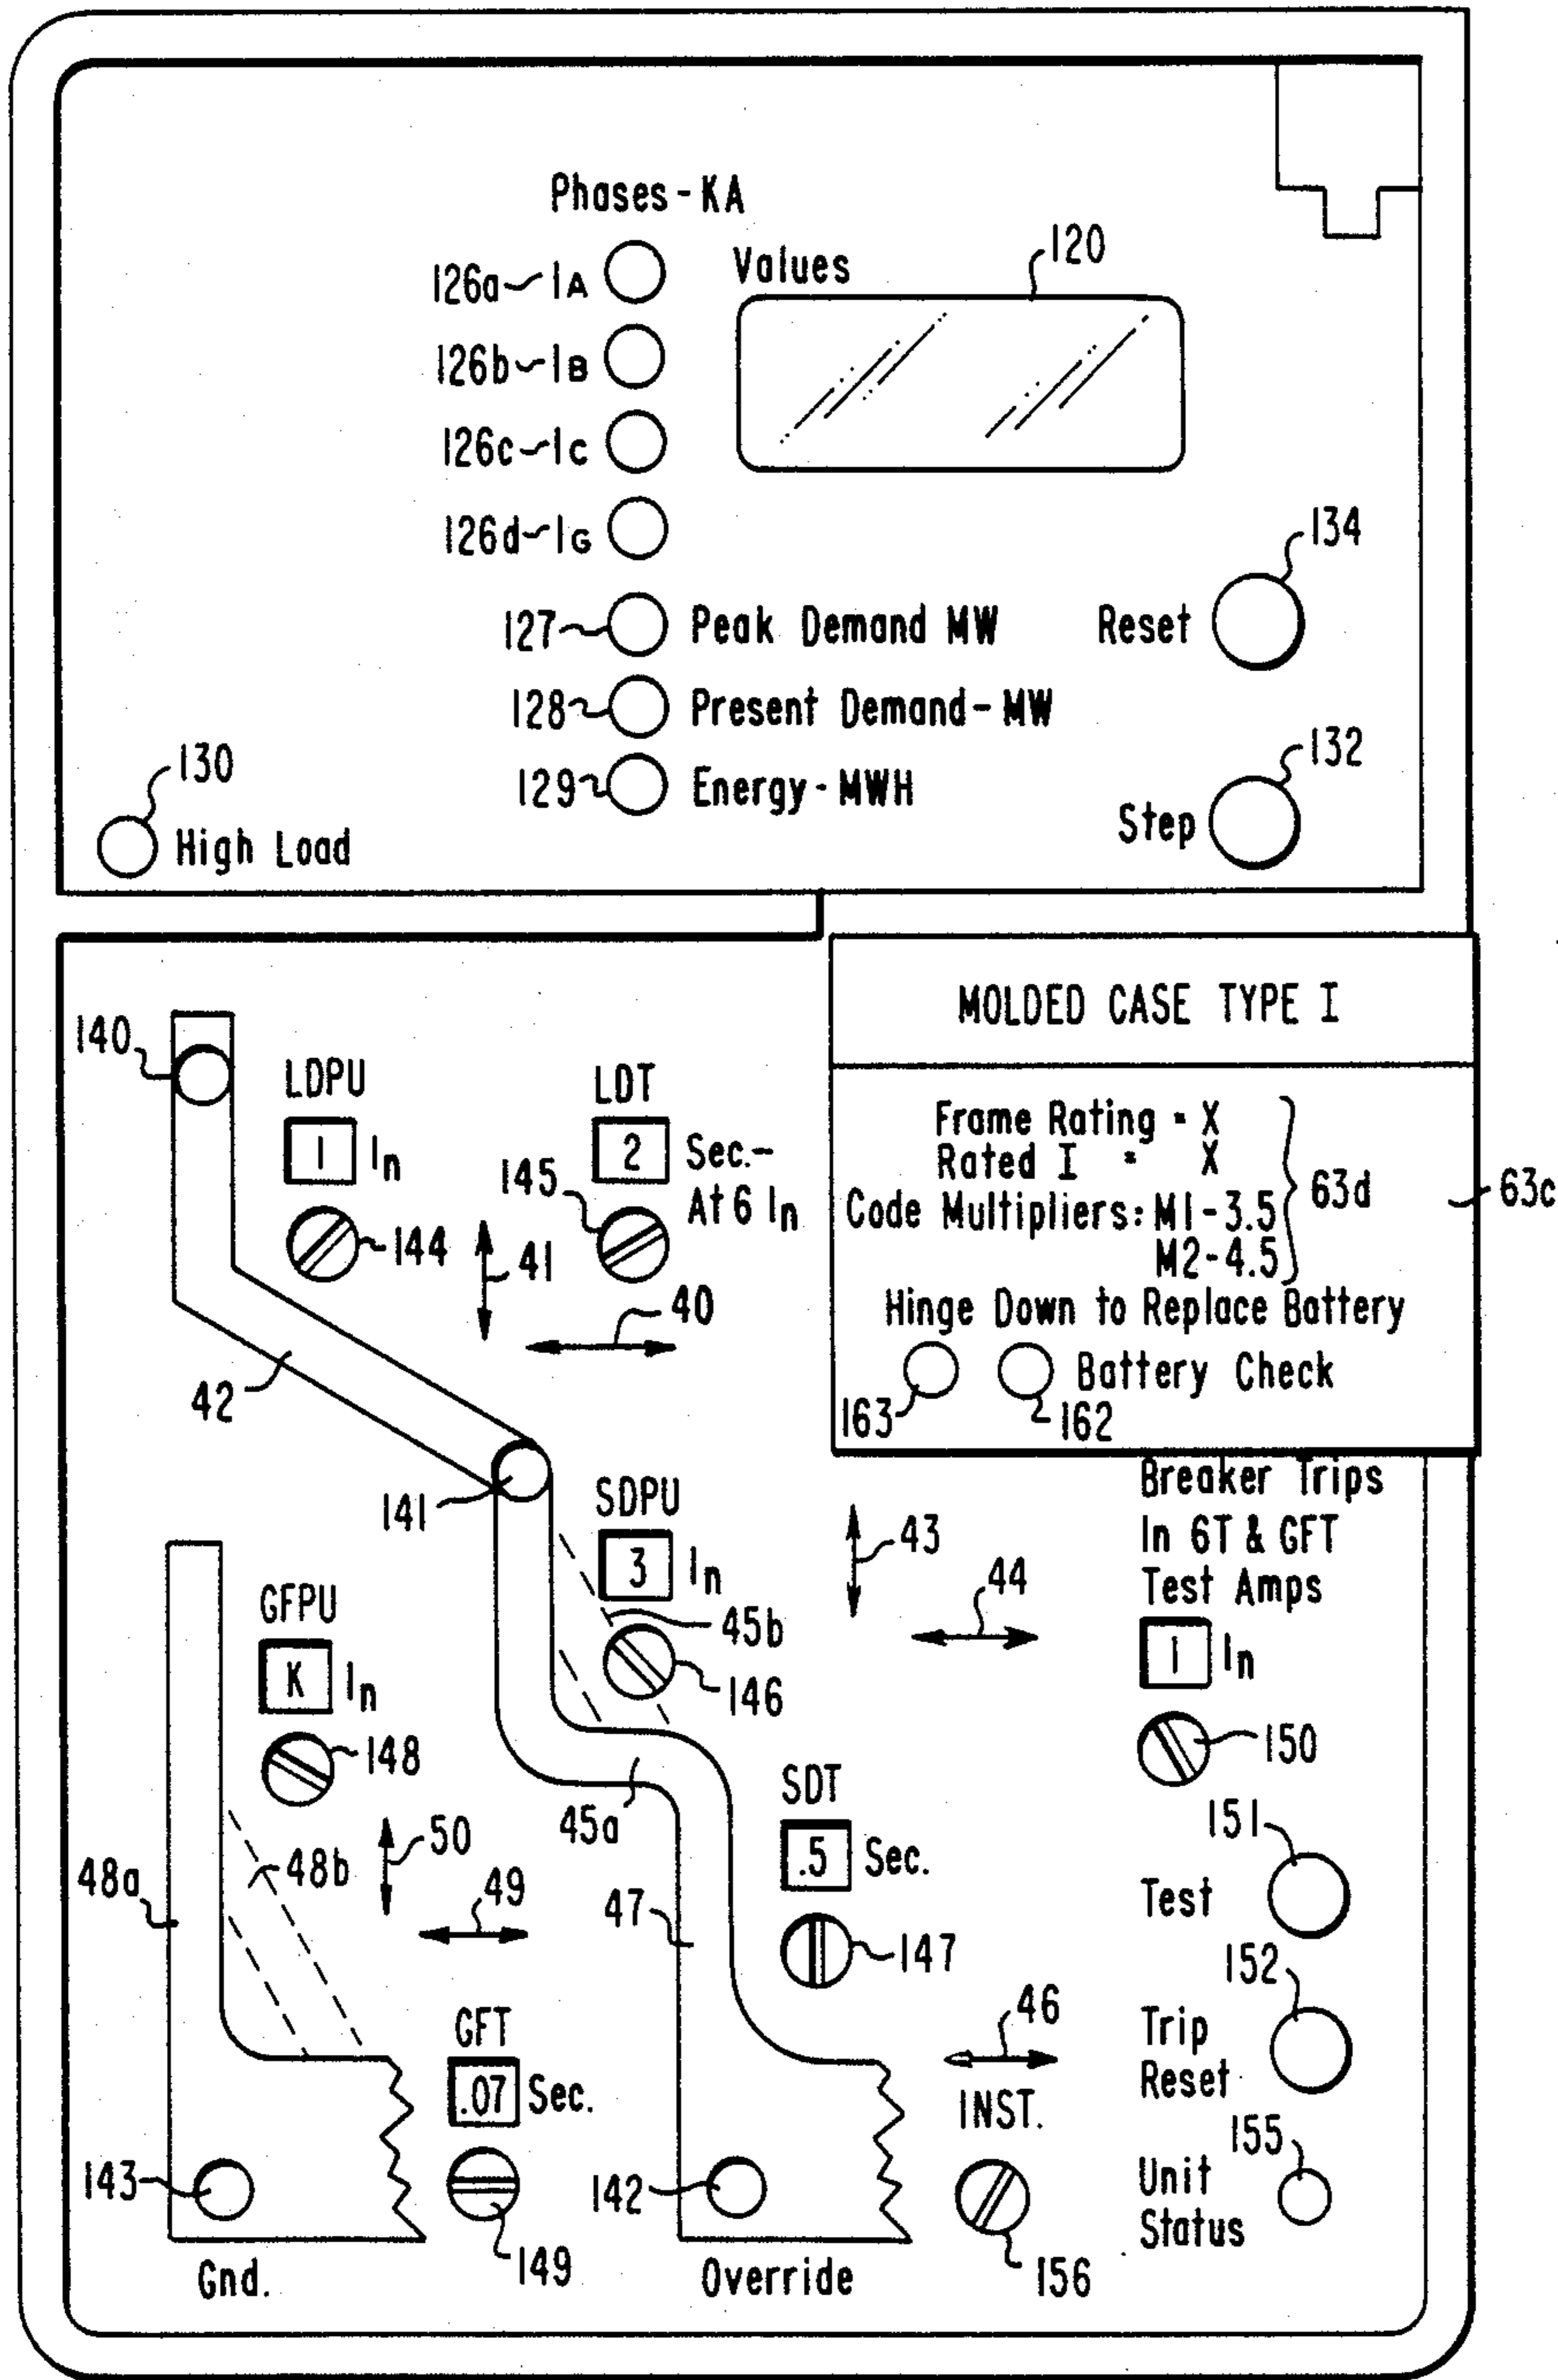 Phases-KA
126a IA
Values
120
126b IB
126c IC
126d IG
134
127 Peak Demand MW
Reset
128 Present Demand-MW
132
129 Energy-MWH
Step
130
High Load
MOLDED CASE TYPE I
140
LDPU
1 In
144
LDT
2 Sec.-
At 6 In
145
41
40
Frame Rating = X
Rated I = X
Code Multipliers: M1-3.5
M2-4.5
63d
63c
Hinge Down to Replace Battery
Battery Check
163
162
42
141
SDPU
3 In
45b
146
43
44
Breaker Trips
In 6T & GFT
Test Amps
1 In
150
GFPU
K In
148
50
48b
48a
49
45a
47
SDT
.5 Sec.
147
151
Test
152
Trip
Reset
46
INST.
GFT
.07 Sec.
155
Unit
Status
143
149
142
156
Gnd.
Override